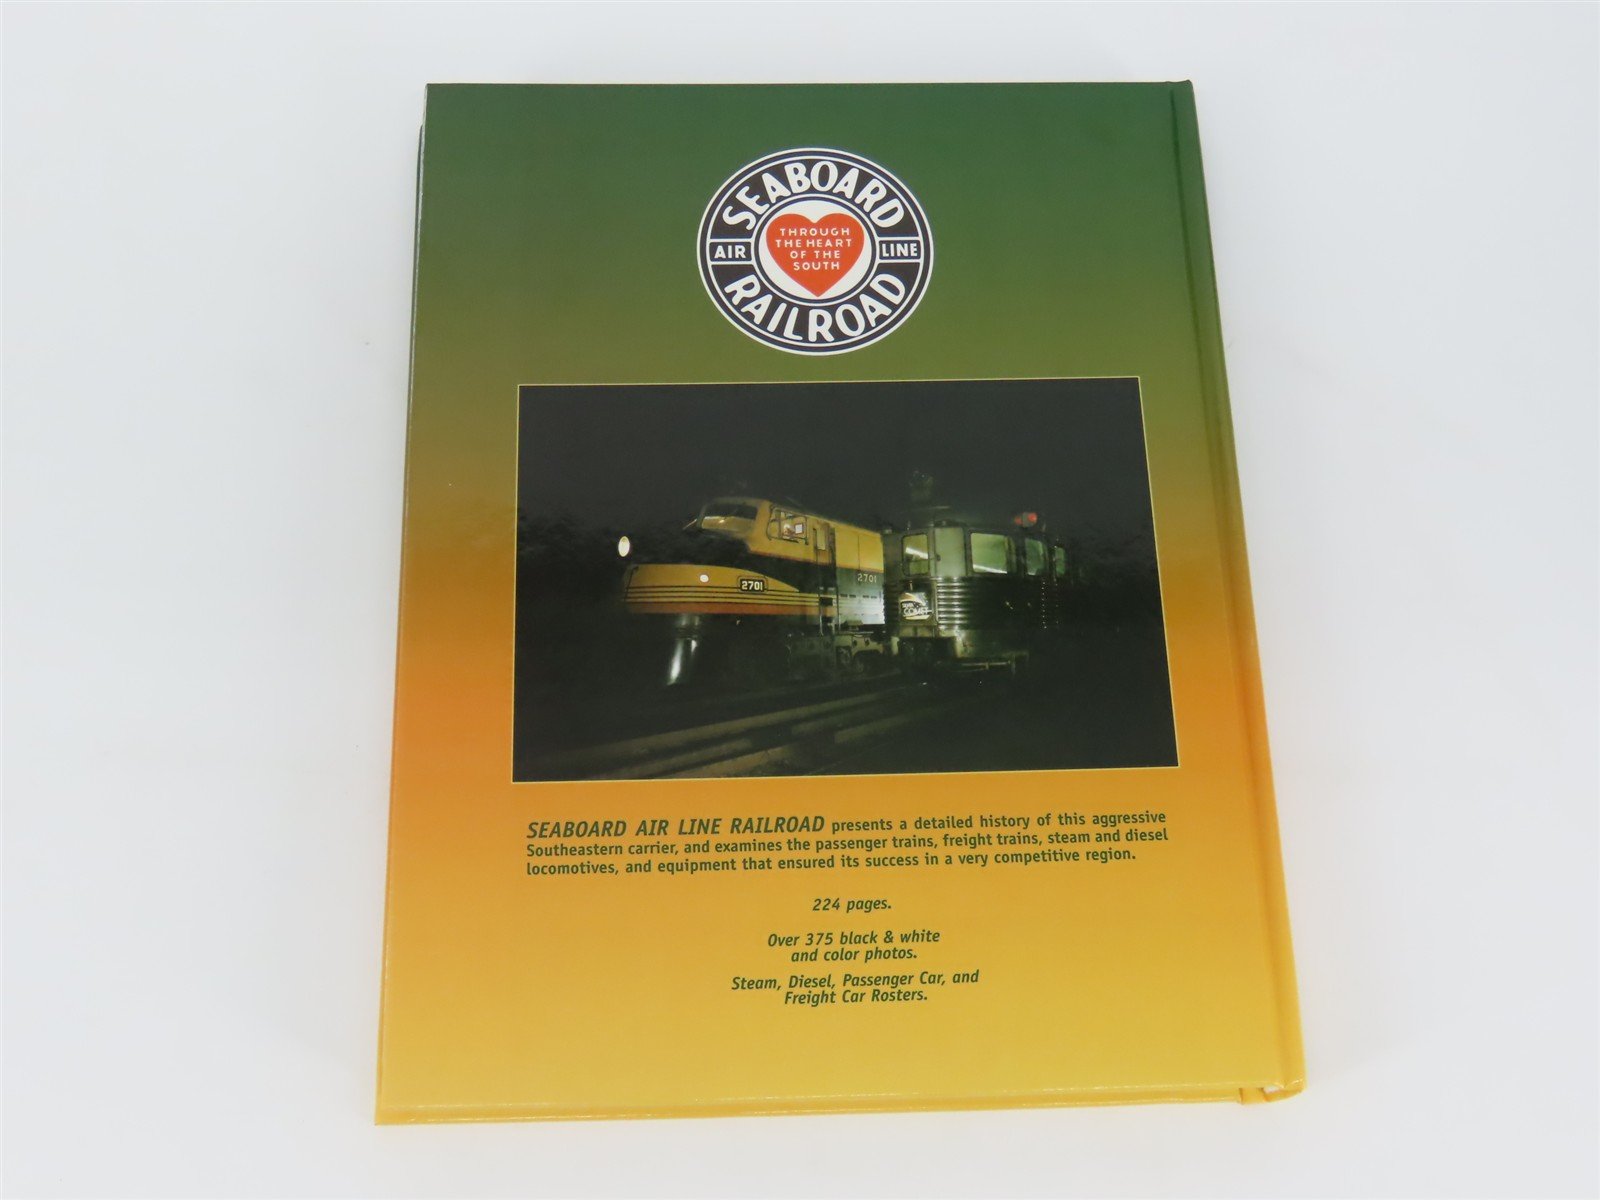 SEABOARD
AIR LINE
THROUGH
THE HEART
OF THE
SOUTH
RAILROAD
2701
2701
SILVER
COMET
SEABOARD AIR LINE RAILROAD presents a detailed history of this aggressive
Southeastern carrier, and examines the passenger trains, freight trains, steam and diesel
locomotives, and equipment that ensured its success in a very competitive region.
224 pages.
Over 375 black & white
and color photos.
Steam, Diesel, Passenger Car, and
Freight Car Rosters.